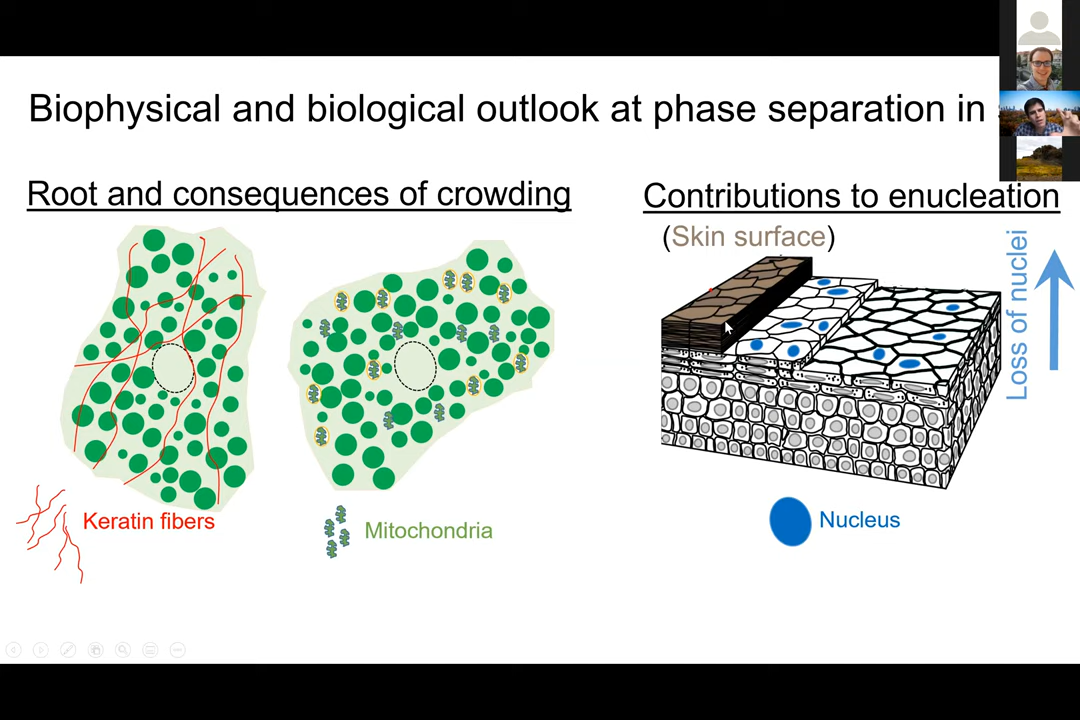 Biophysical and biological outlook at phase separation in
Root and consequences of crowding
Contributions to enucleation
(Skin surface)
Loss of nuclei
Keratin fibers
Mitochondria
Nucleus